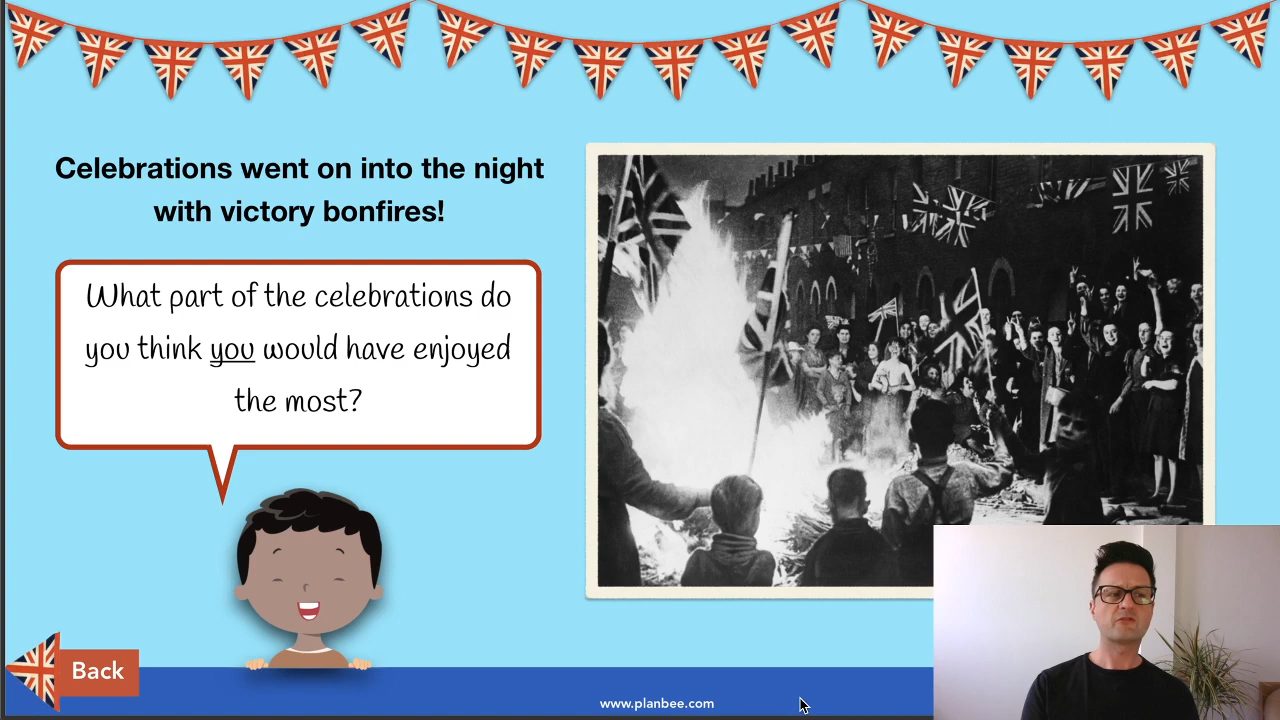 Celebrations went on into the night
with victory bonfires!
What part of the celebrations do
you think you would have enjoyed
the most?
Back
www.planbee.com